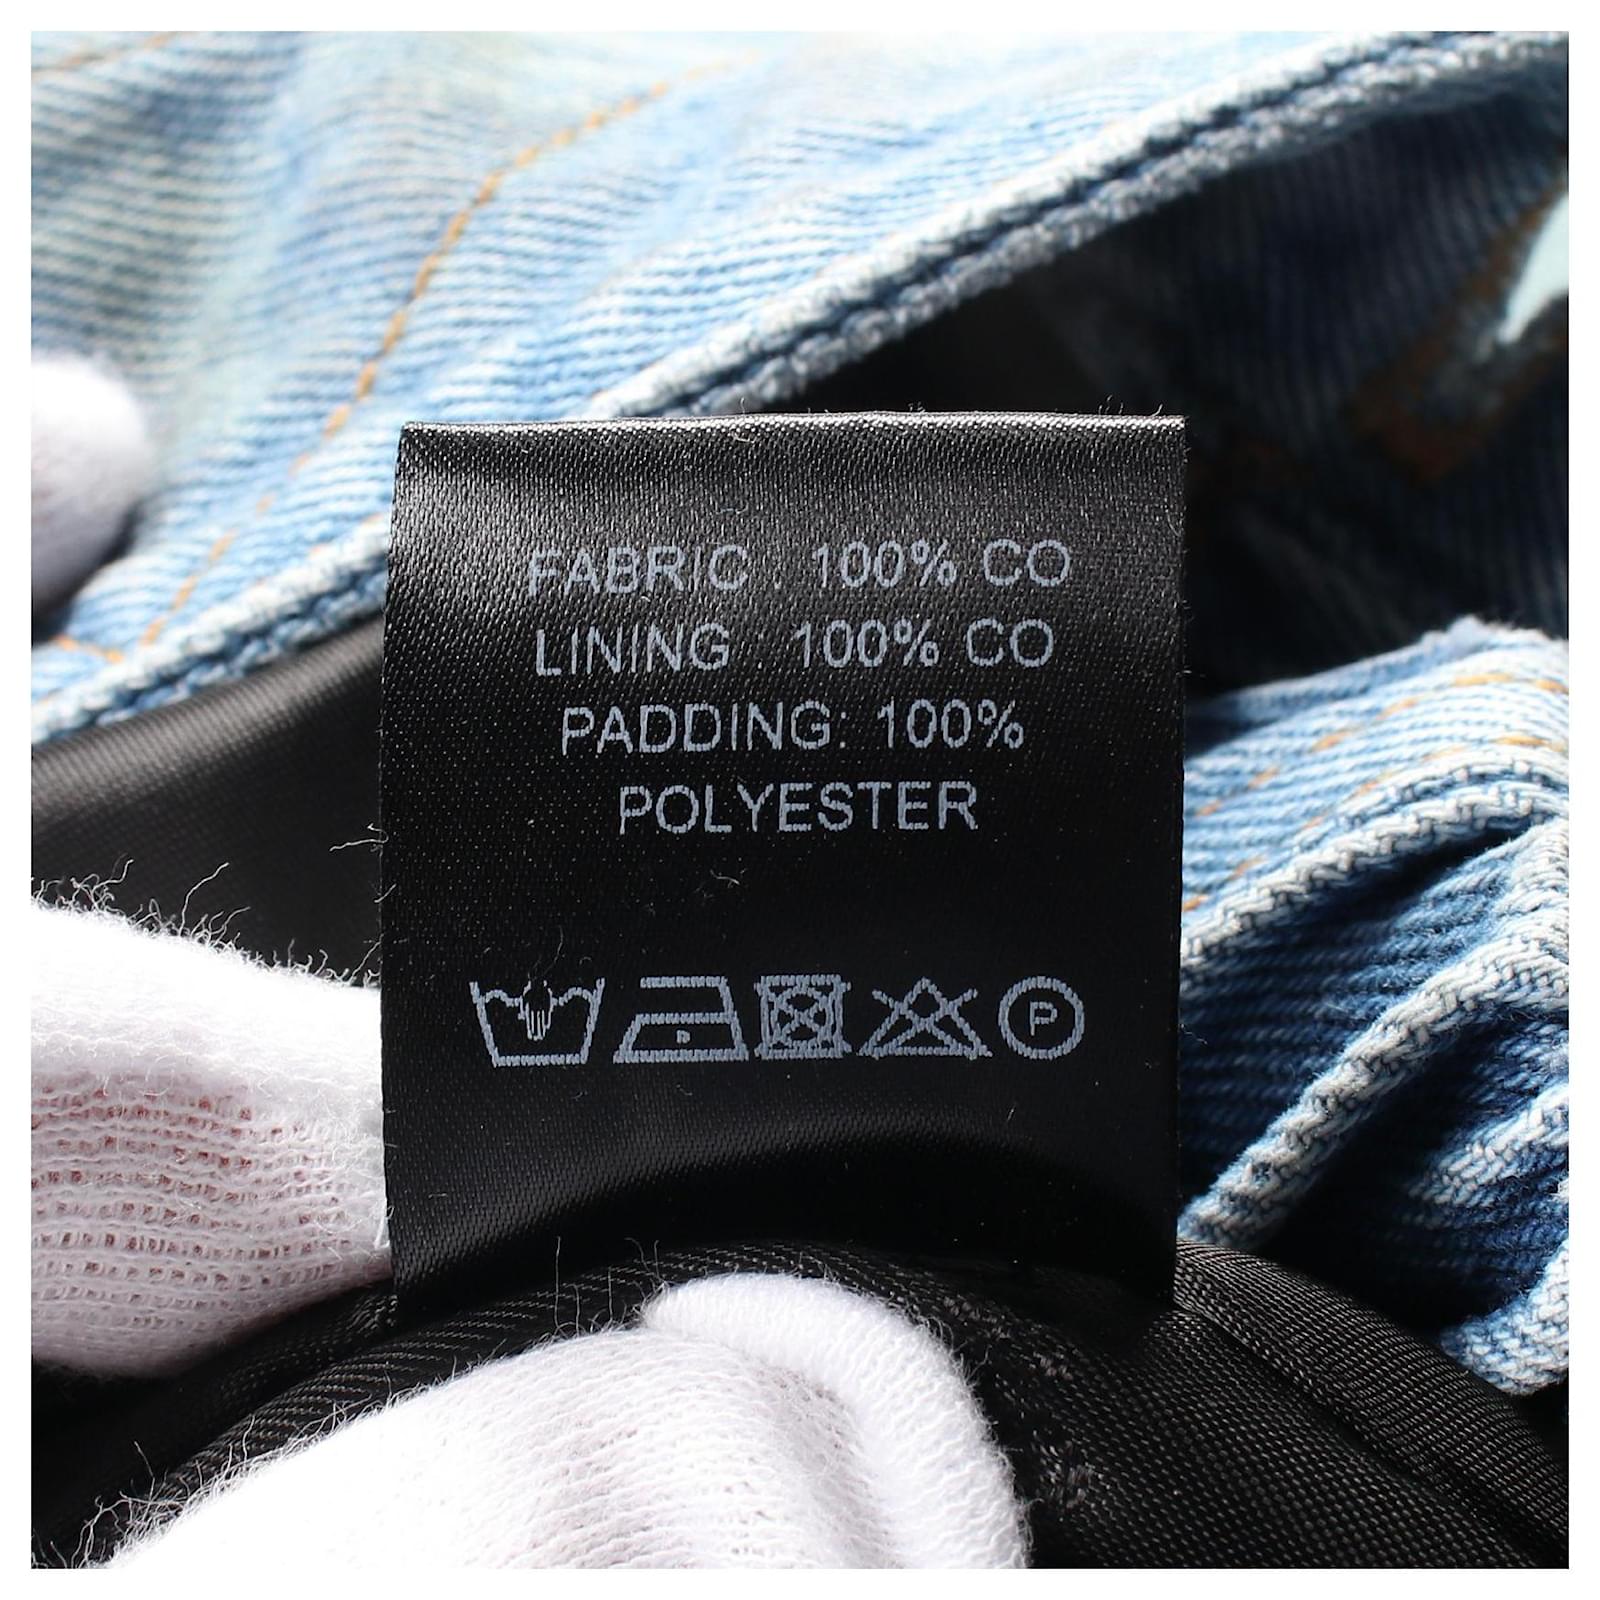 FABRIC : 100% CO
LINING : 100% CO
PADDING: 100%
POLYESTER
P